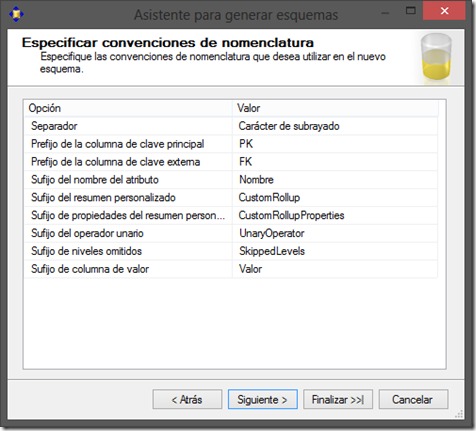 Asistente para generar esquemas
Especificar convenciones de nomenclatura
Especifique las convenciones de nomenclatura que desea utilizar en el nuevo
esquema.
Opción Valor
Separador Carácter de subrayado
Prefijo de la columna de clave principal PK
Prefijo de la columna de clave externa FK
Sufijo del nombre del atributo Nombre
Sufijo del resumen personalizado CustomRollup
Sufijo de propiedades del resumen person... CustomRollupProperties
Sufijo del operador unario UnaryOperator
Sufijo de niveles omitidos SkippedLevels
Sufijo de columna de valor Valor
< Atrás Siguiente > Finalizar >>| Cancelar